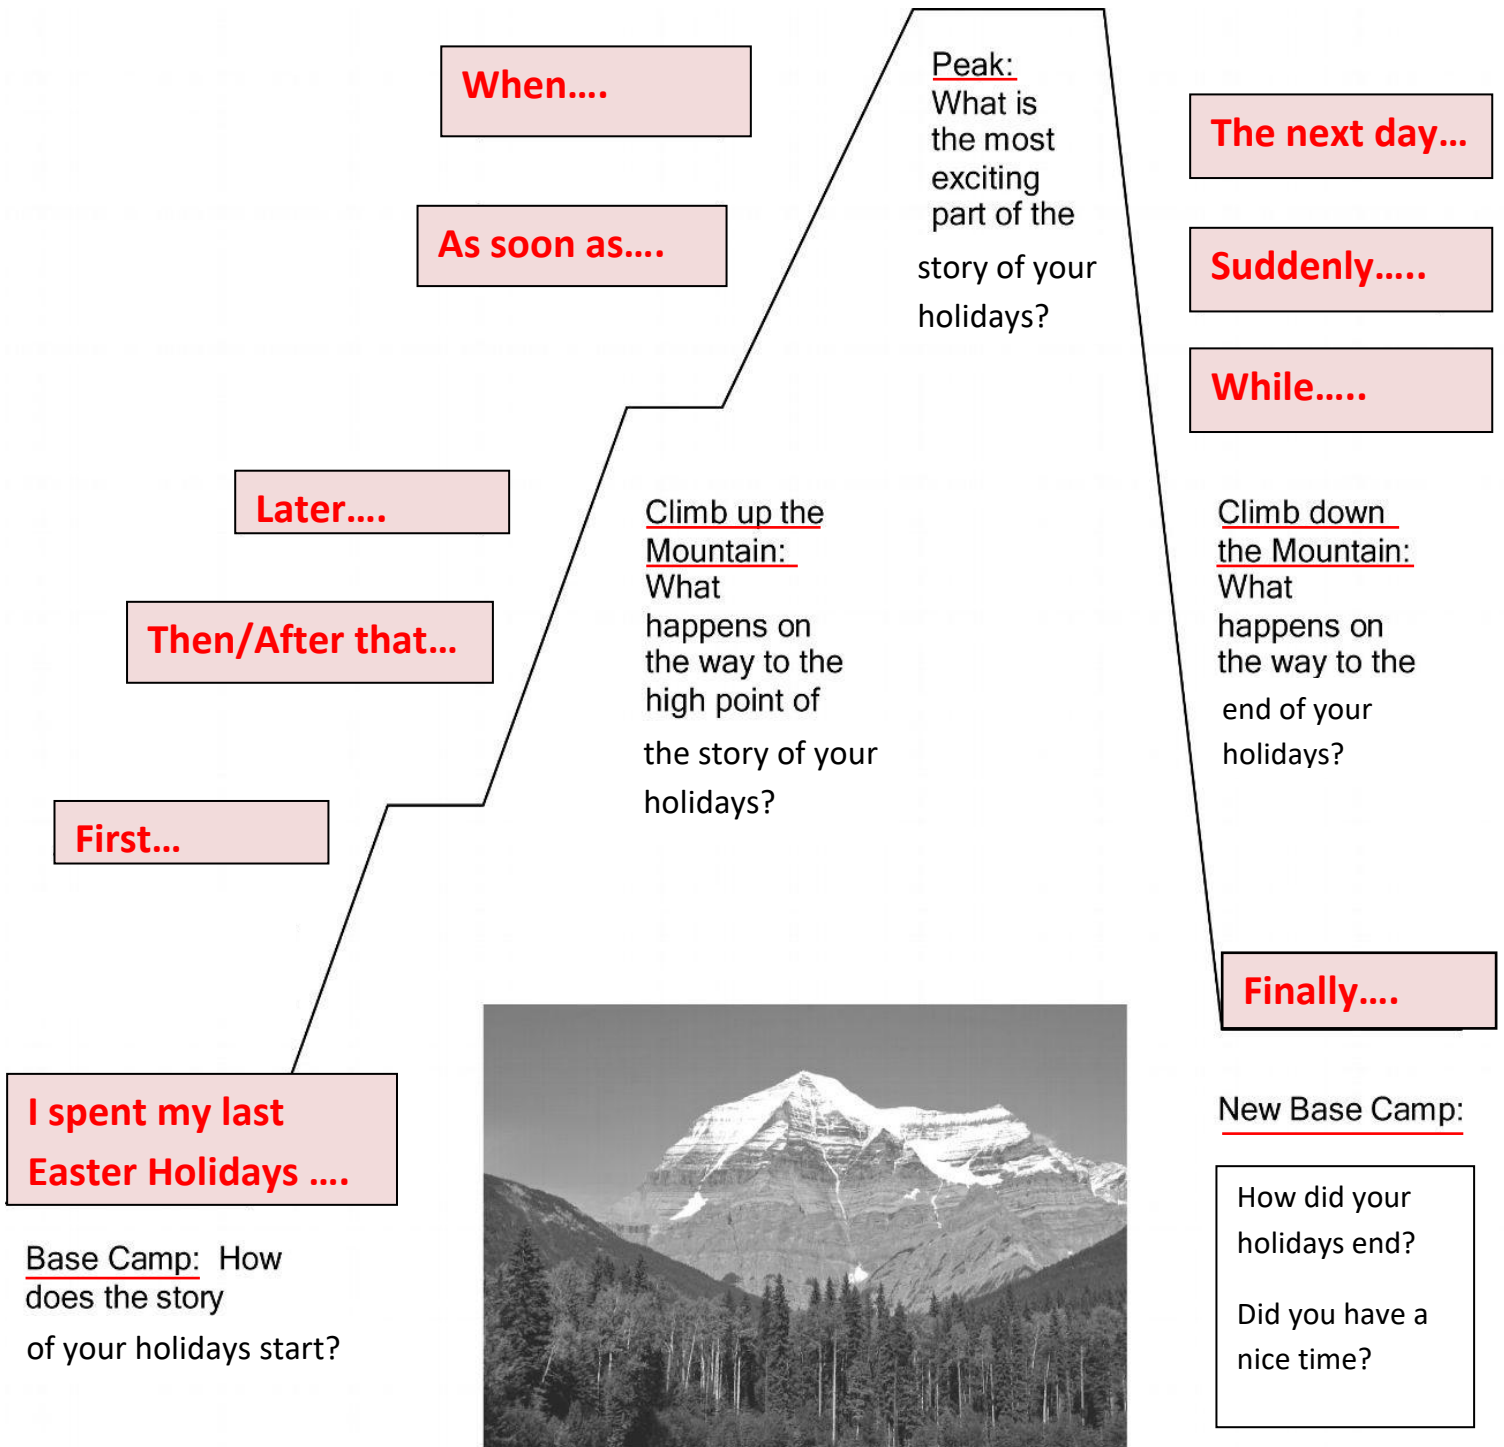 When....
As soon as....
Later....
Then/After that...
First...
I spent my last
Easter Holidays ....
Base Camp: How
does the story
of your holidays start?
Climb up the
Mountain:
What
happens on
the way to the
high point of
the story of your
holidays?
Peak:
What is
the most
exciting
part of the
story of your
holidays?
The next day...
Suddenly.....
While.....
Climb down
the Mountain:
What
happens on
the way to the
end of your
holidays?
Finally....
New Base Camp:
How did your
holidays end?
Did you have a
nice time?